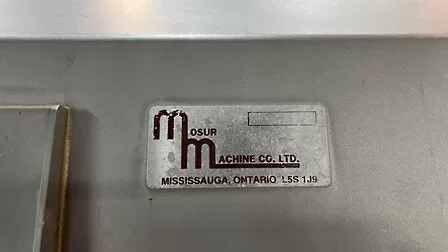 MOSUR
MACHINE CO. LTD.
MISSISSAUGA, ONTARIO L5S 1J9